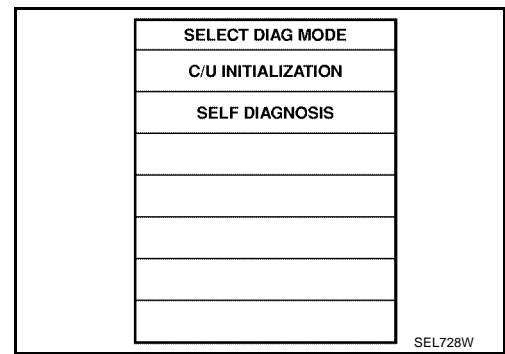 SELECT DIAG MODE
C/U INITIALIZATION
SELF DIAGNOSIS
SEL728W